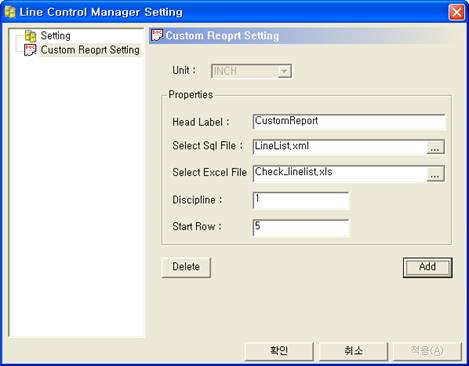 Line Control Manager Setting
Setting
Custom Reoprt Setting
Custom Reoprt Setting
Unit :
INCH
Properties
Head Label :
CustomReport
Select Sql File :
LineList,xml
...
Select Excel File
Check_linelist,xls
...
Discipline :
1
Start Row :
5
Delete
Add
확인
취소
적용(A)